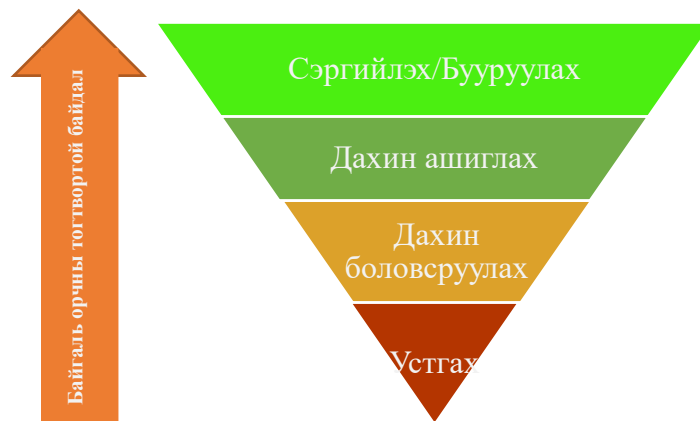 Байгаль орчны тогтвортой байдал
Сэргийлэх/Бууруулах
Дахин ашиглах
Дахин
боловсруулах
Устгах